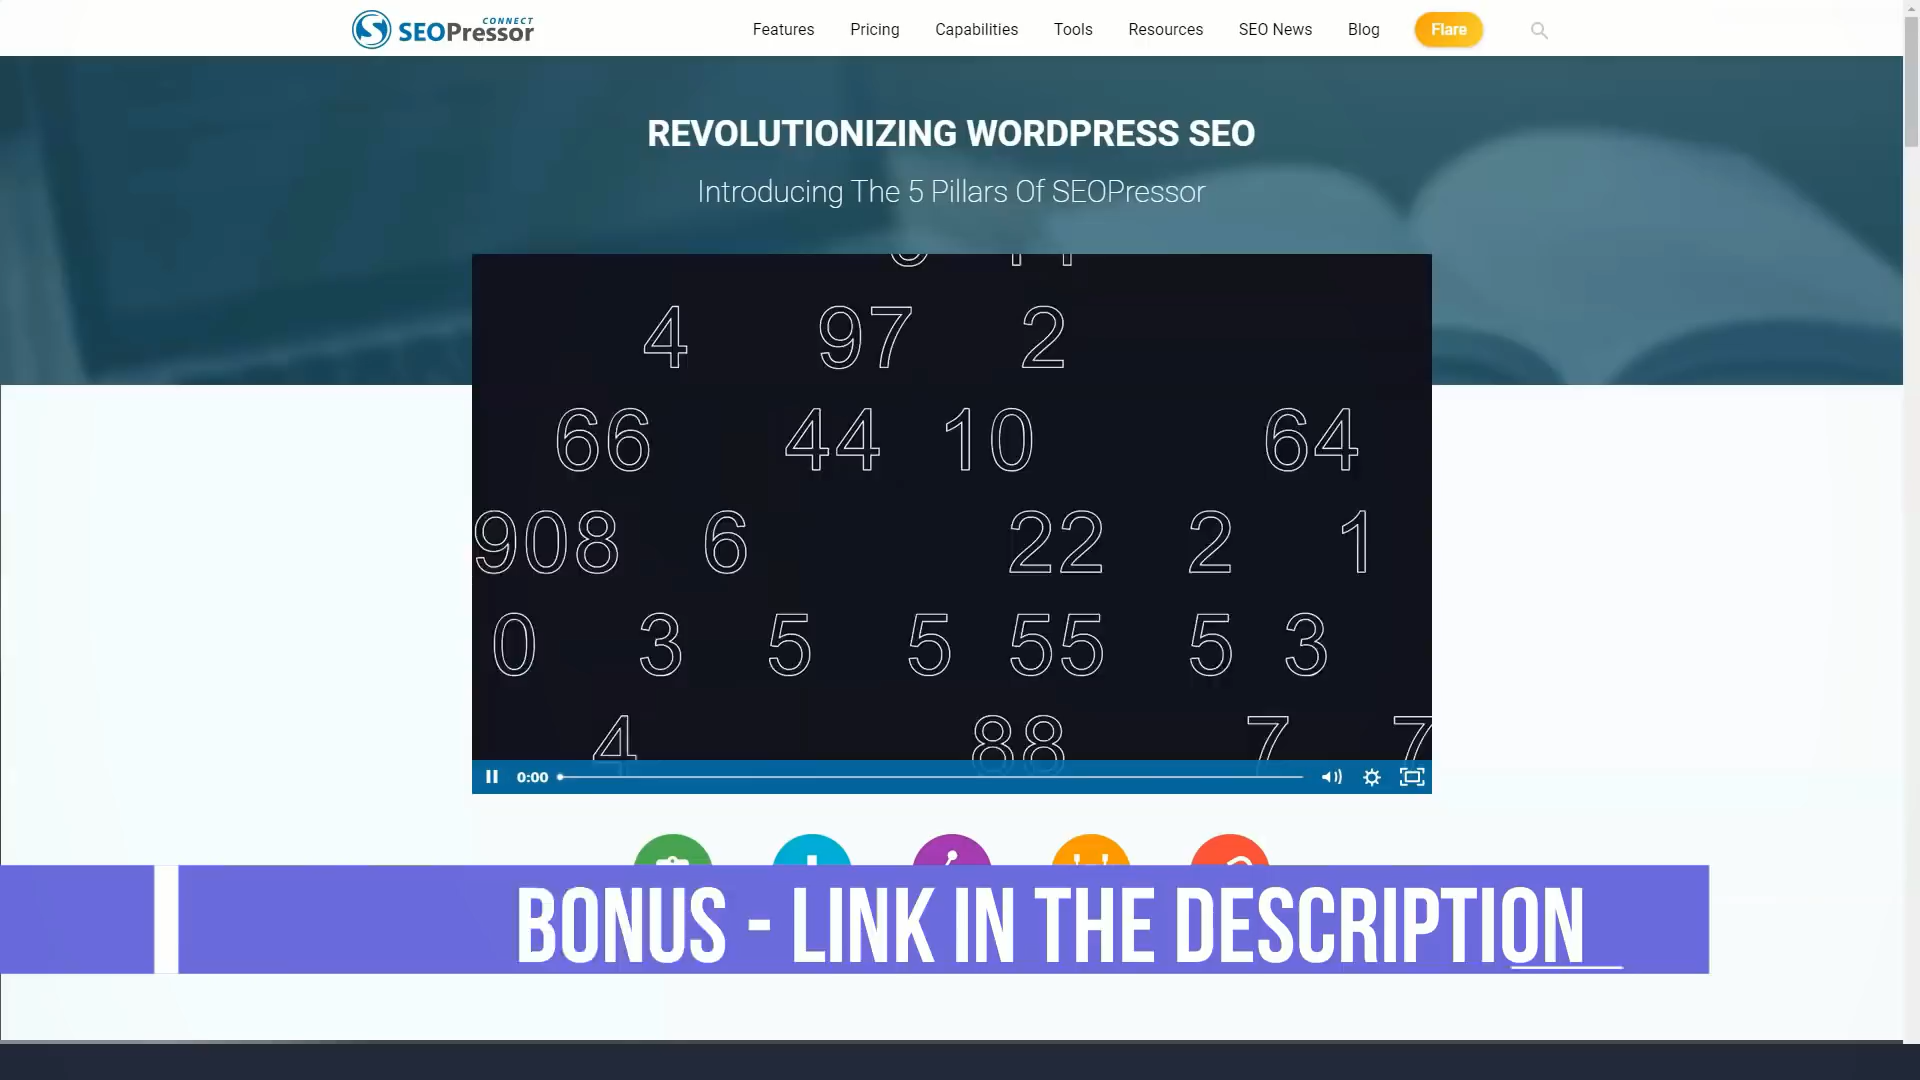 CONNECT
SEOPressor
Features Pricing Capabilities Tools Resources SEO News Blog Flare
REVOLUTIONIZING WORDPRESS SEO
Introducing The 5 Pillars Of SEOPressor
4 97 2
66 44 10 64
908 6 22 2 1
0 3 5 5 55 5 3
4 88 7 7
0:00
BONUS - LINK IN THE DESCRIPTION